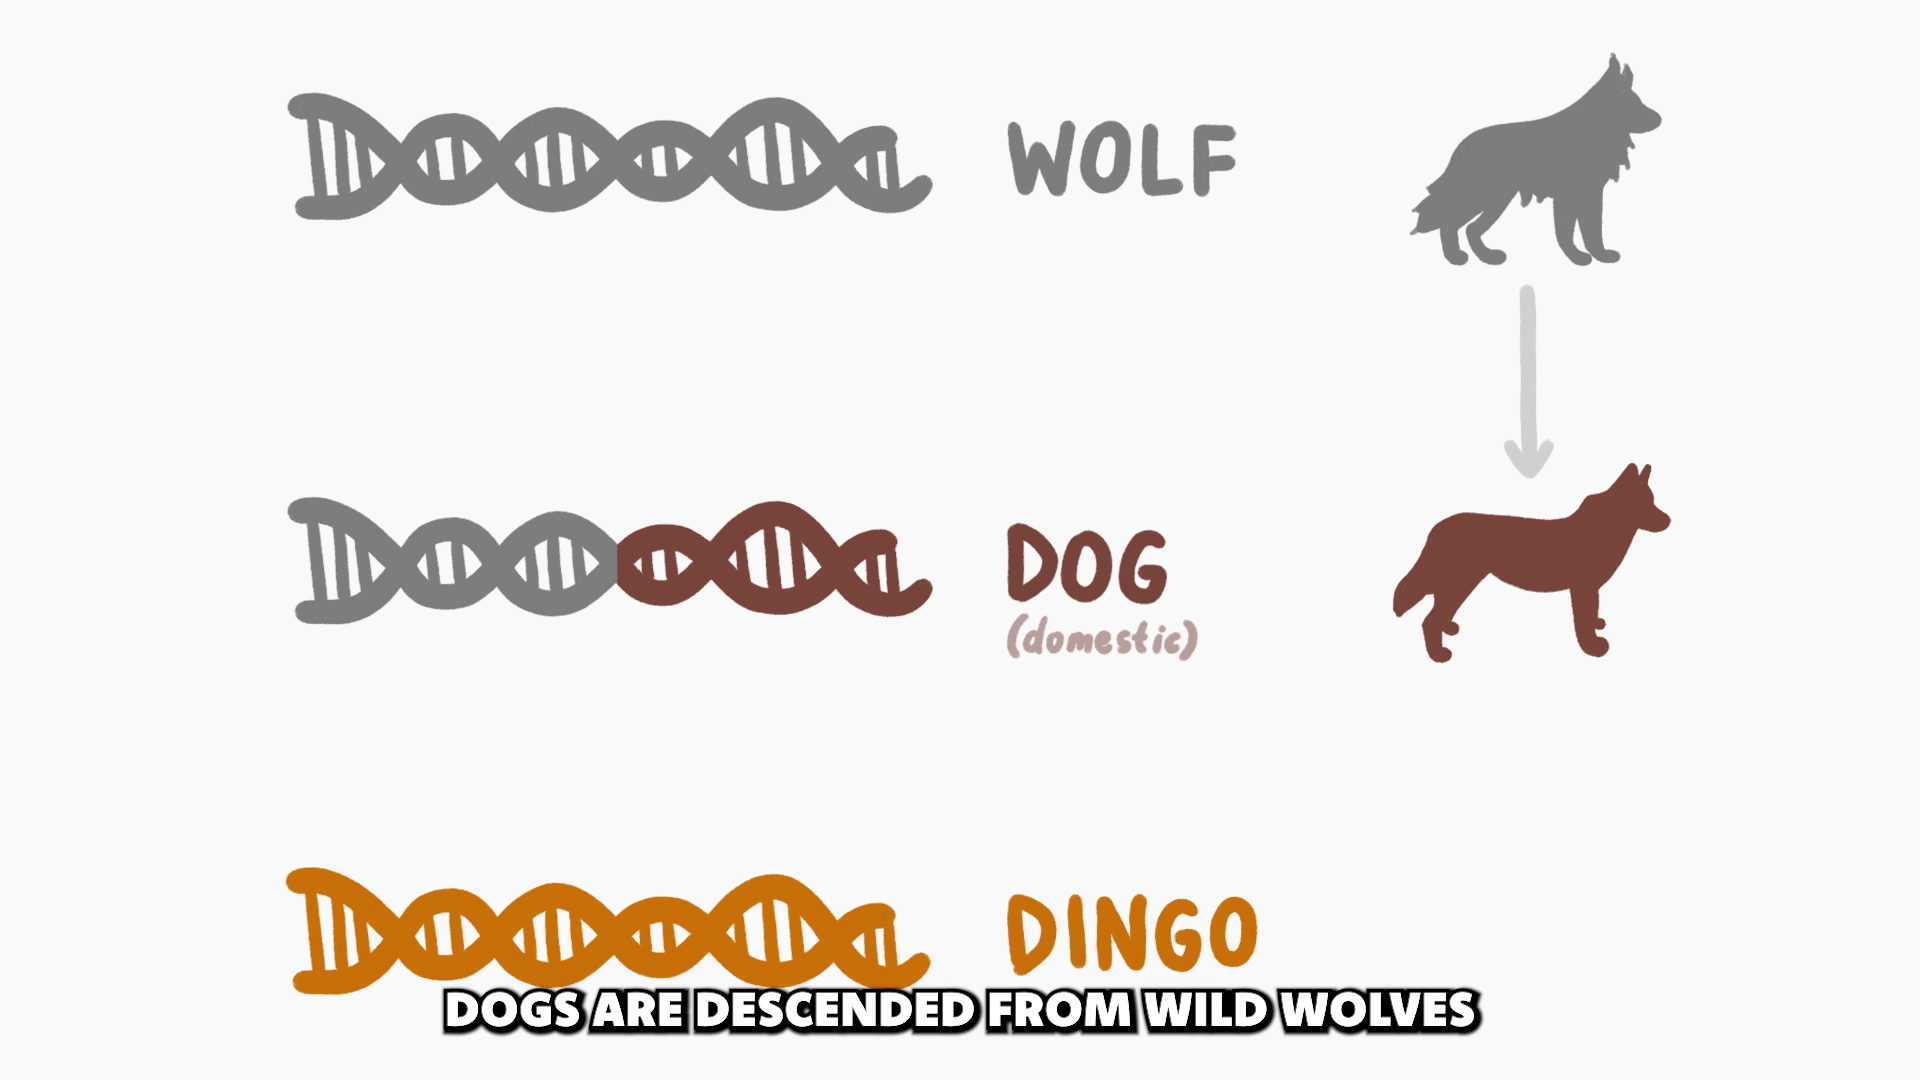 WOLF
DOG
(domestic)
DINGO
DOGS ARE DESCENDED FROM WILD WOLVES